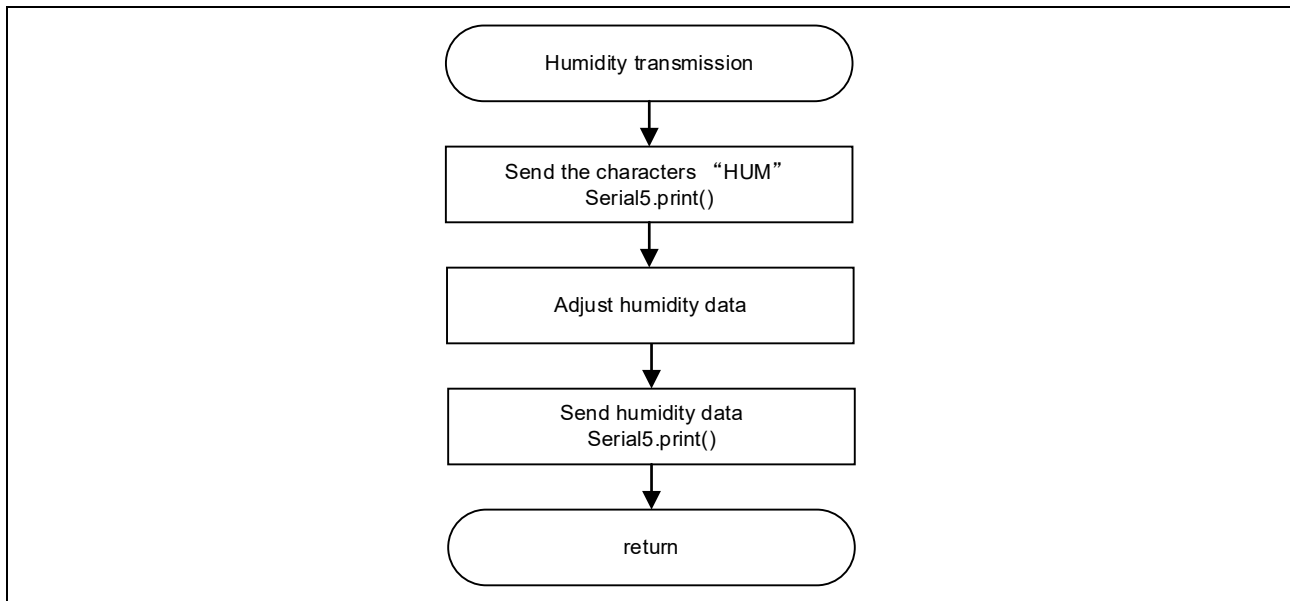 Humidity transmission
Send the characters “HUM”
Serial5.print()
Adjust humidity data
Send humidity data
Serial5.print()
return